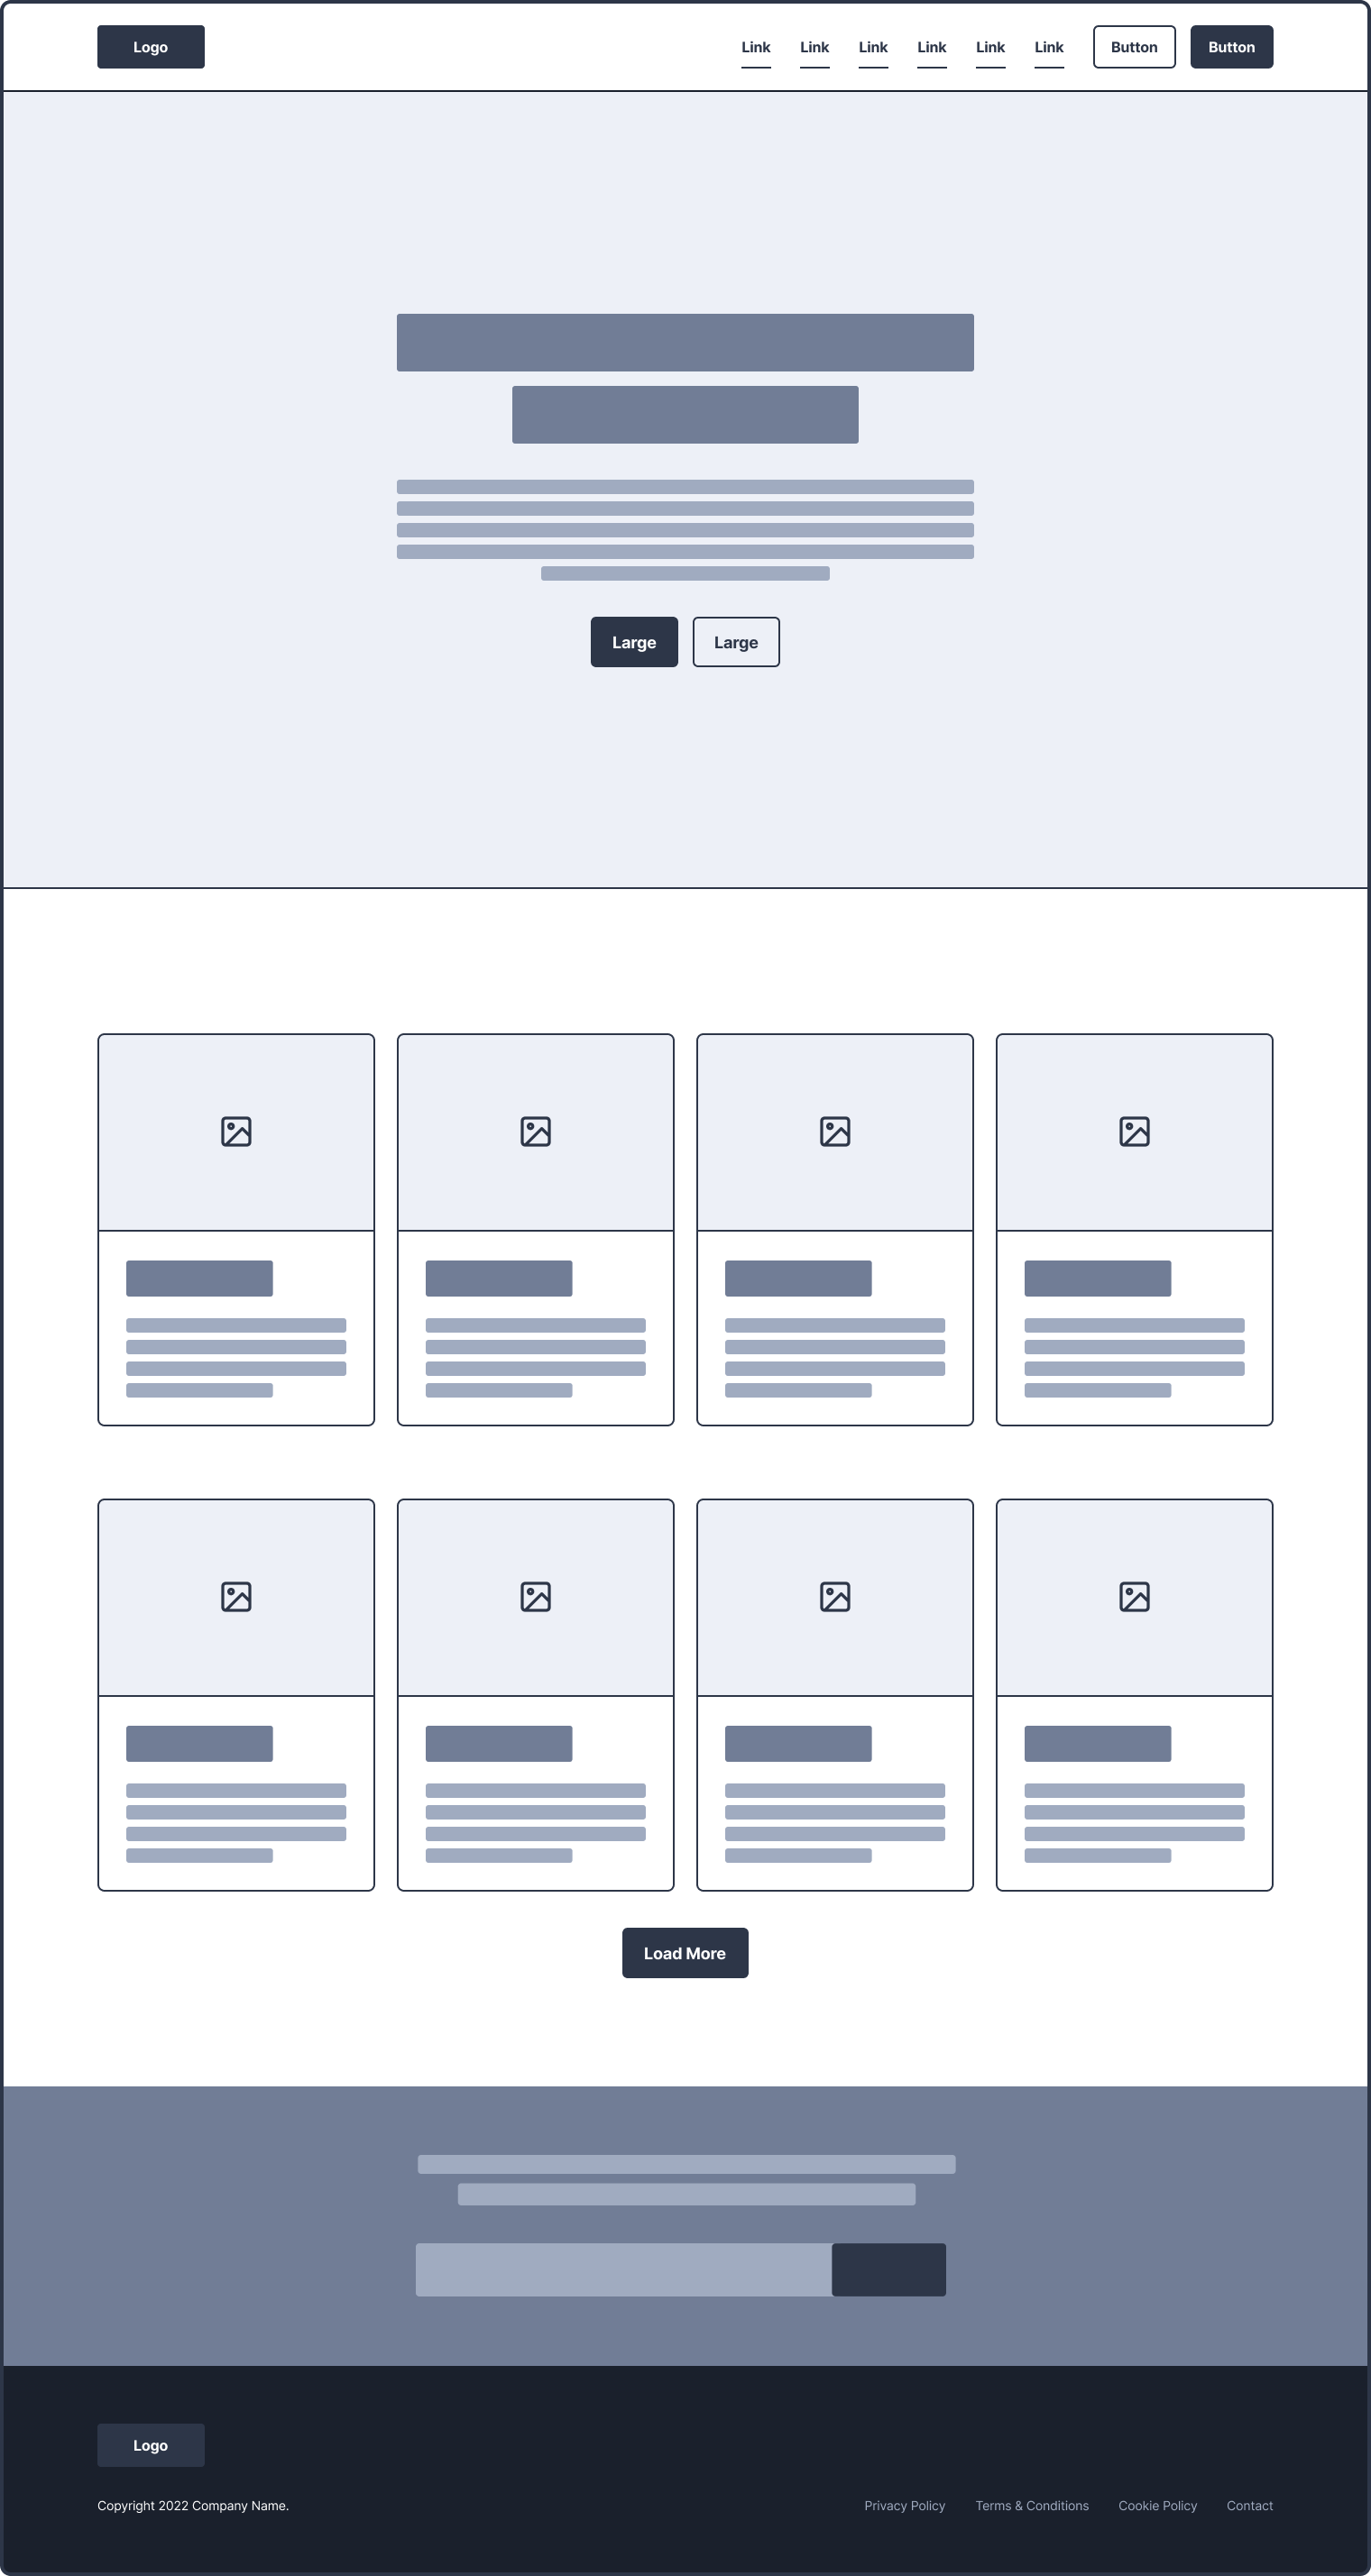 Logo Link Link Link Link Link Link Button Button
Large Large
Load More
Logo
Copyright 2022 Company Name. Privacy Policy Terms & Conditions Cookie Policy Contact